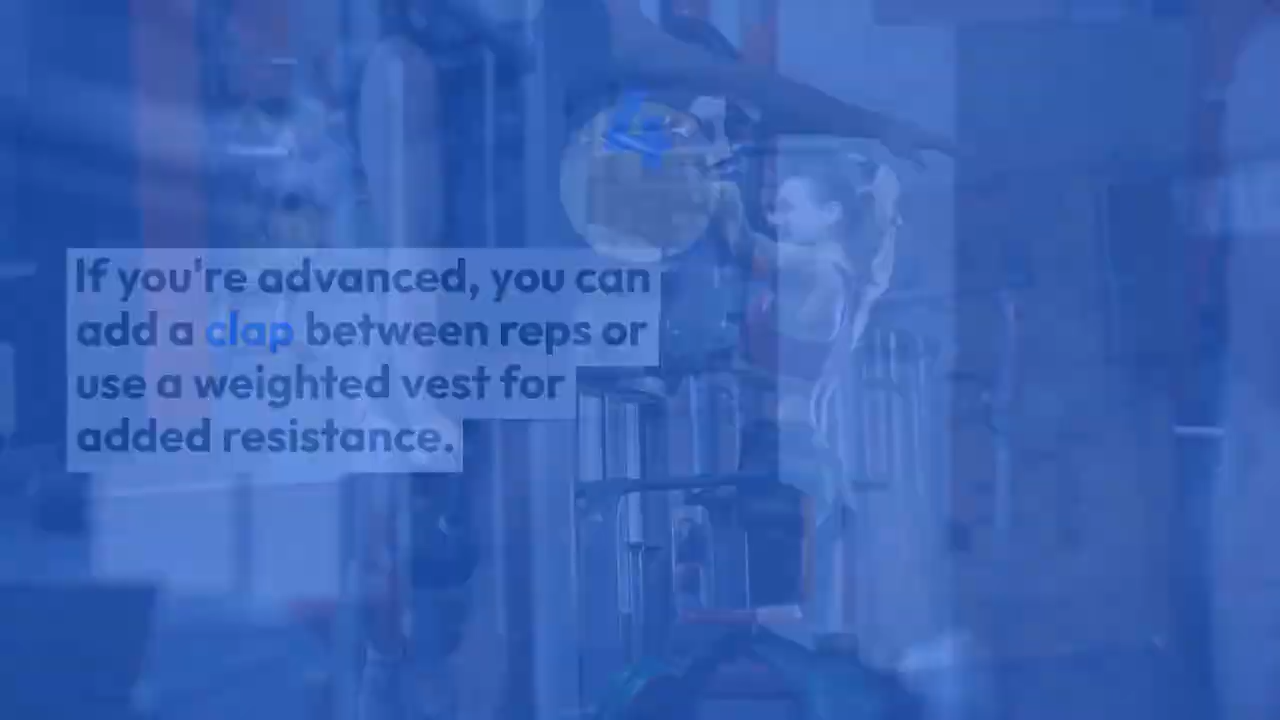 If you're advanced, you can
add a clap between reps or
use a weighted vest for
added resistance.